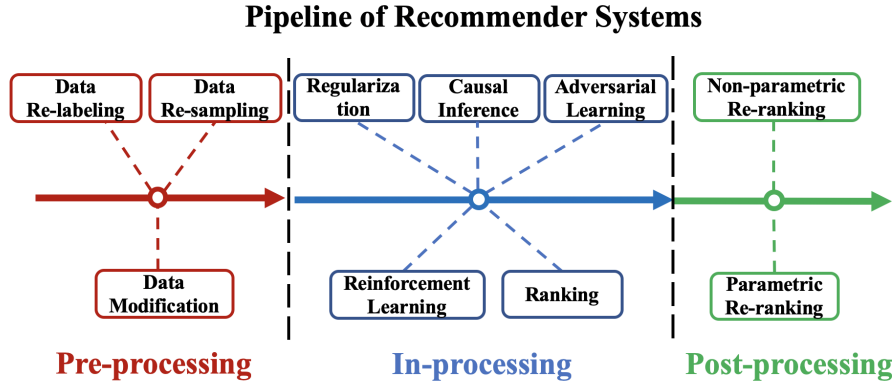 Pipeline of Recommender Systems
Data
Re-labeling
Data
Re-sampling
Regulariza
tion
Causal
Inference
Adversarial
Learning
Non-parametric
Re-ranking
Data
Modification
Reinforcement
Learning
Ranking
Parametric
Re-ranking
Pre-processing
In-processing
Post-processing